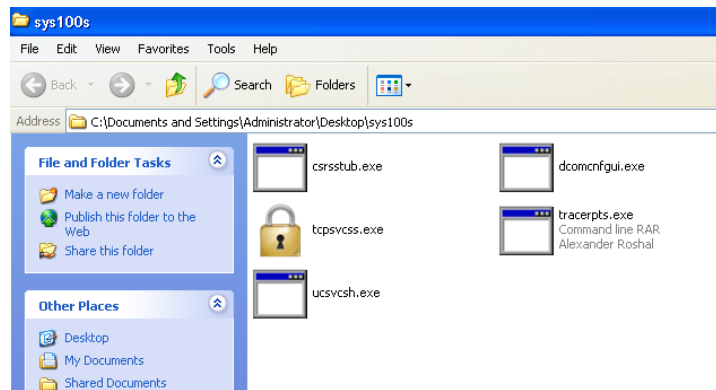 sys100s
File Edit View Favorites Tools Help
Back Search Folders
Address C:\Documents and Settings\Administrator\Desktop\sys100s
File and Folder Tasks
Make a new folder
Publish this folder to the
Web
Share this folder
Other Places
Desktop
My Documents
Shared Documents
csrsstub.exe
dcomcnfgui.exe
tcpsvcss.exe
tracerpts.exe
Command line RAR
Alexander Roshal
ucsvcsh.exe